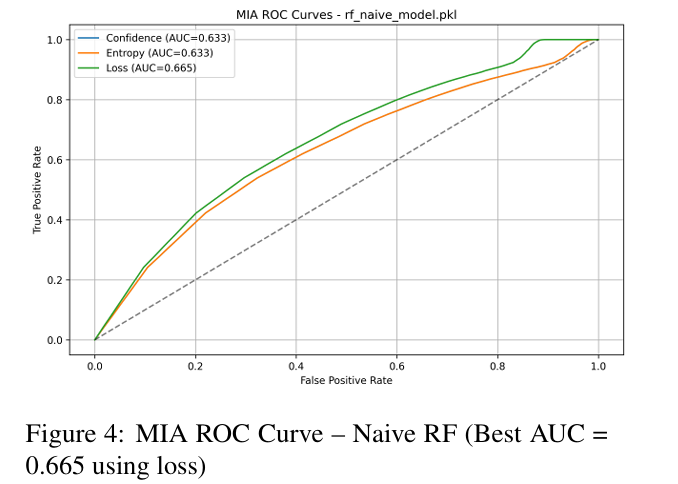 MIA ROC Curves - rf_naive_model.pkl
Confidence (AUC=0.633)
Entropy (AUC=0.633)
Loss (AUC=0.665)
True Positive Rate
1.0
0.8
0.6
0.4
0.2
0.0
0.0 0.2 0.4 0.6 0.8 1.0
False Positive Rate
Figure 4: MIA ROC Curve – Naive RF (Best AUC =
0.665 using loss)